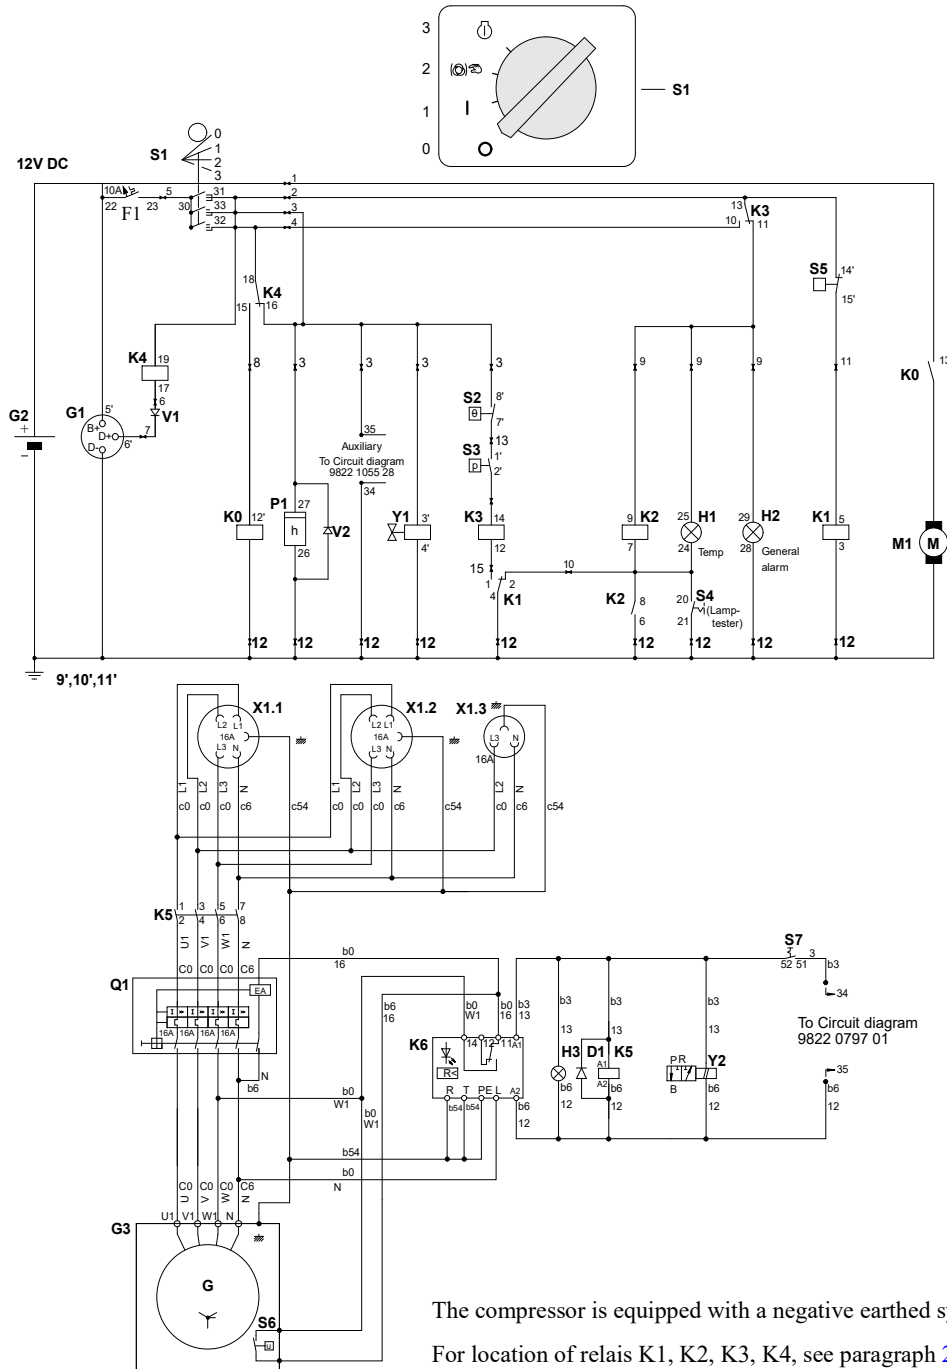 3
2
1
0
S1
12V DC
S1
0
1
2
3
10A
22
F1
23
5
30
31
33
32
1
2
3
4
13
10
K3
11
18
K4
15
16
S5
14'
15'
K4
19
17
6
V1
7
G2
+
−
G1
5'
B+
D+
6'
D-
8
3
3
3
3
9
9
9
11
K0
13
S2
θ
8'
7'
13
S3
p
1'
2'
35
Auxiliary
To Circuit diagram
9822 1055 28
34
K0
12'
P1
27
h
26
V2
Y1
3'
4'
K3
14
12
15
1
2
4
K1
10
9
K2
7
25
H1
24
Temp
29
H2
28
General
alarm
K1
5
3
M1
M
K2
8
6
20
S4
21
(Lamp-
tester)
12
12
12
12
12
12
12
12
12
9',10',11'
X1.1
L2
L1
16A
L3
N
X1.2
L2
L1
16A
L3
N
X1.3
L3
N
16A
L1
L2
L3
N
c0
c0
c0
c6
c54
L1
L2
L3
N
c0
c0
c0
c6
c54
L2
N
c0
c6
c54
K5
1
3
5
7
2
4
6
8
U1
V1
W1
N
C0
C0
C0
C6
Q1
EA
I
I
I
I
16A
16A
16A
16A
b0
16
N
b6
b6
16
b0
W1
b0
16
b3
13
K6
14
12
11
A1
R<
R
T
PE
L
A2
b54
b54
b6
12
b0
W1
b0
W1
b54
b0
N
b3
13
H3
b6
12
D1
b3
13
K5
A1
A2
b6
12
b3
13
P
R
B
Y2
b6
12
S7
52
51
3
b3
34
To Circuit diagram
9822 0797 01
35
b6
12
C0
C0
C0
C6
U
V
W
N
U1
V1
W1
N
G3
G
S6
u
The compressor is equipped with a negative earthed
For location of relais K1, K2, K3, K4, see paragraph